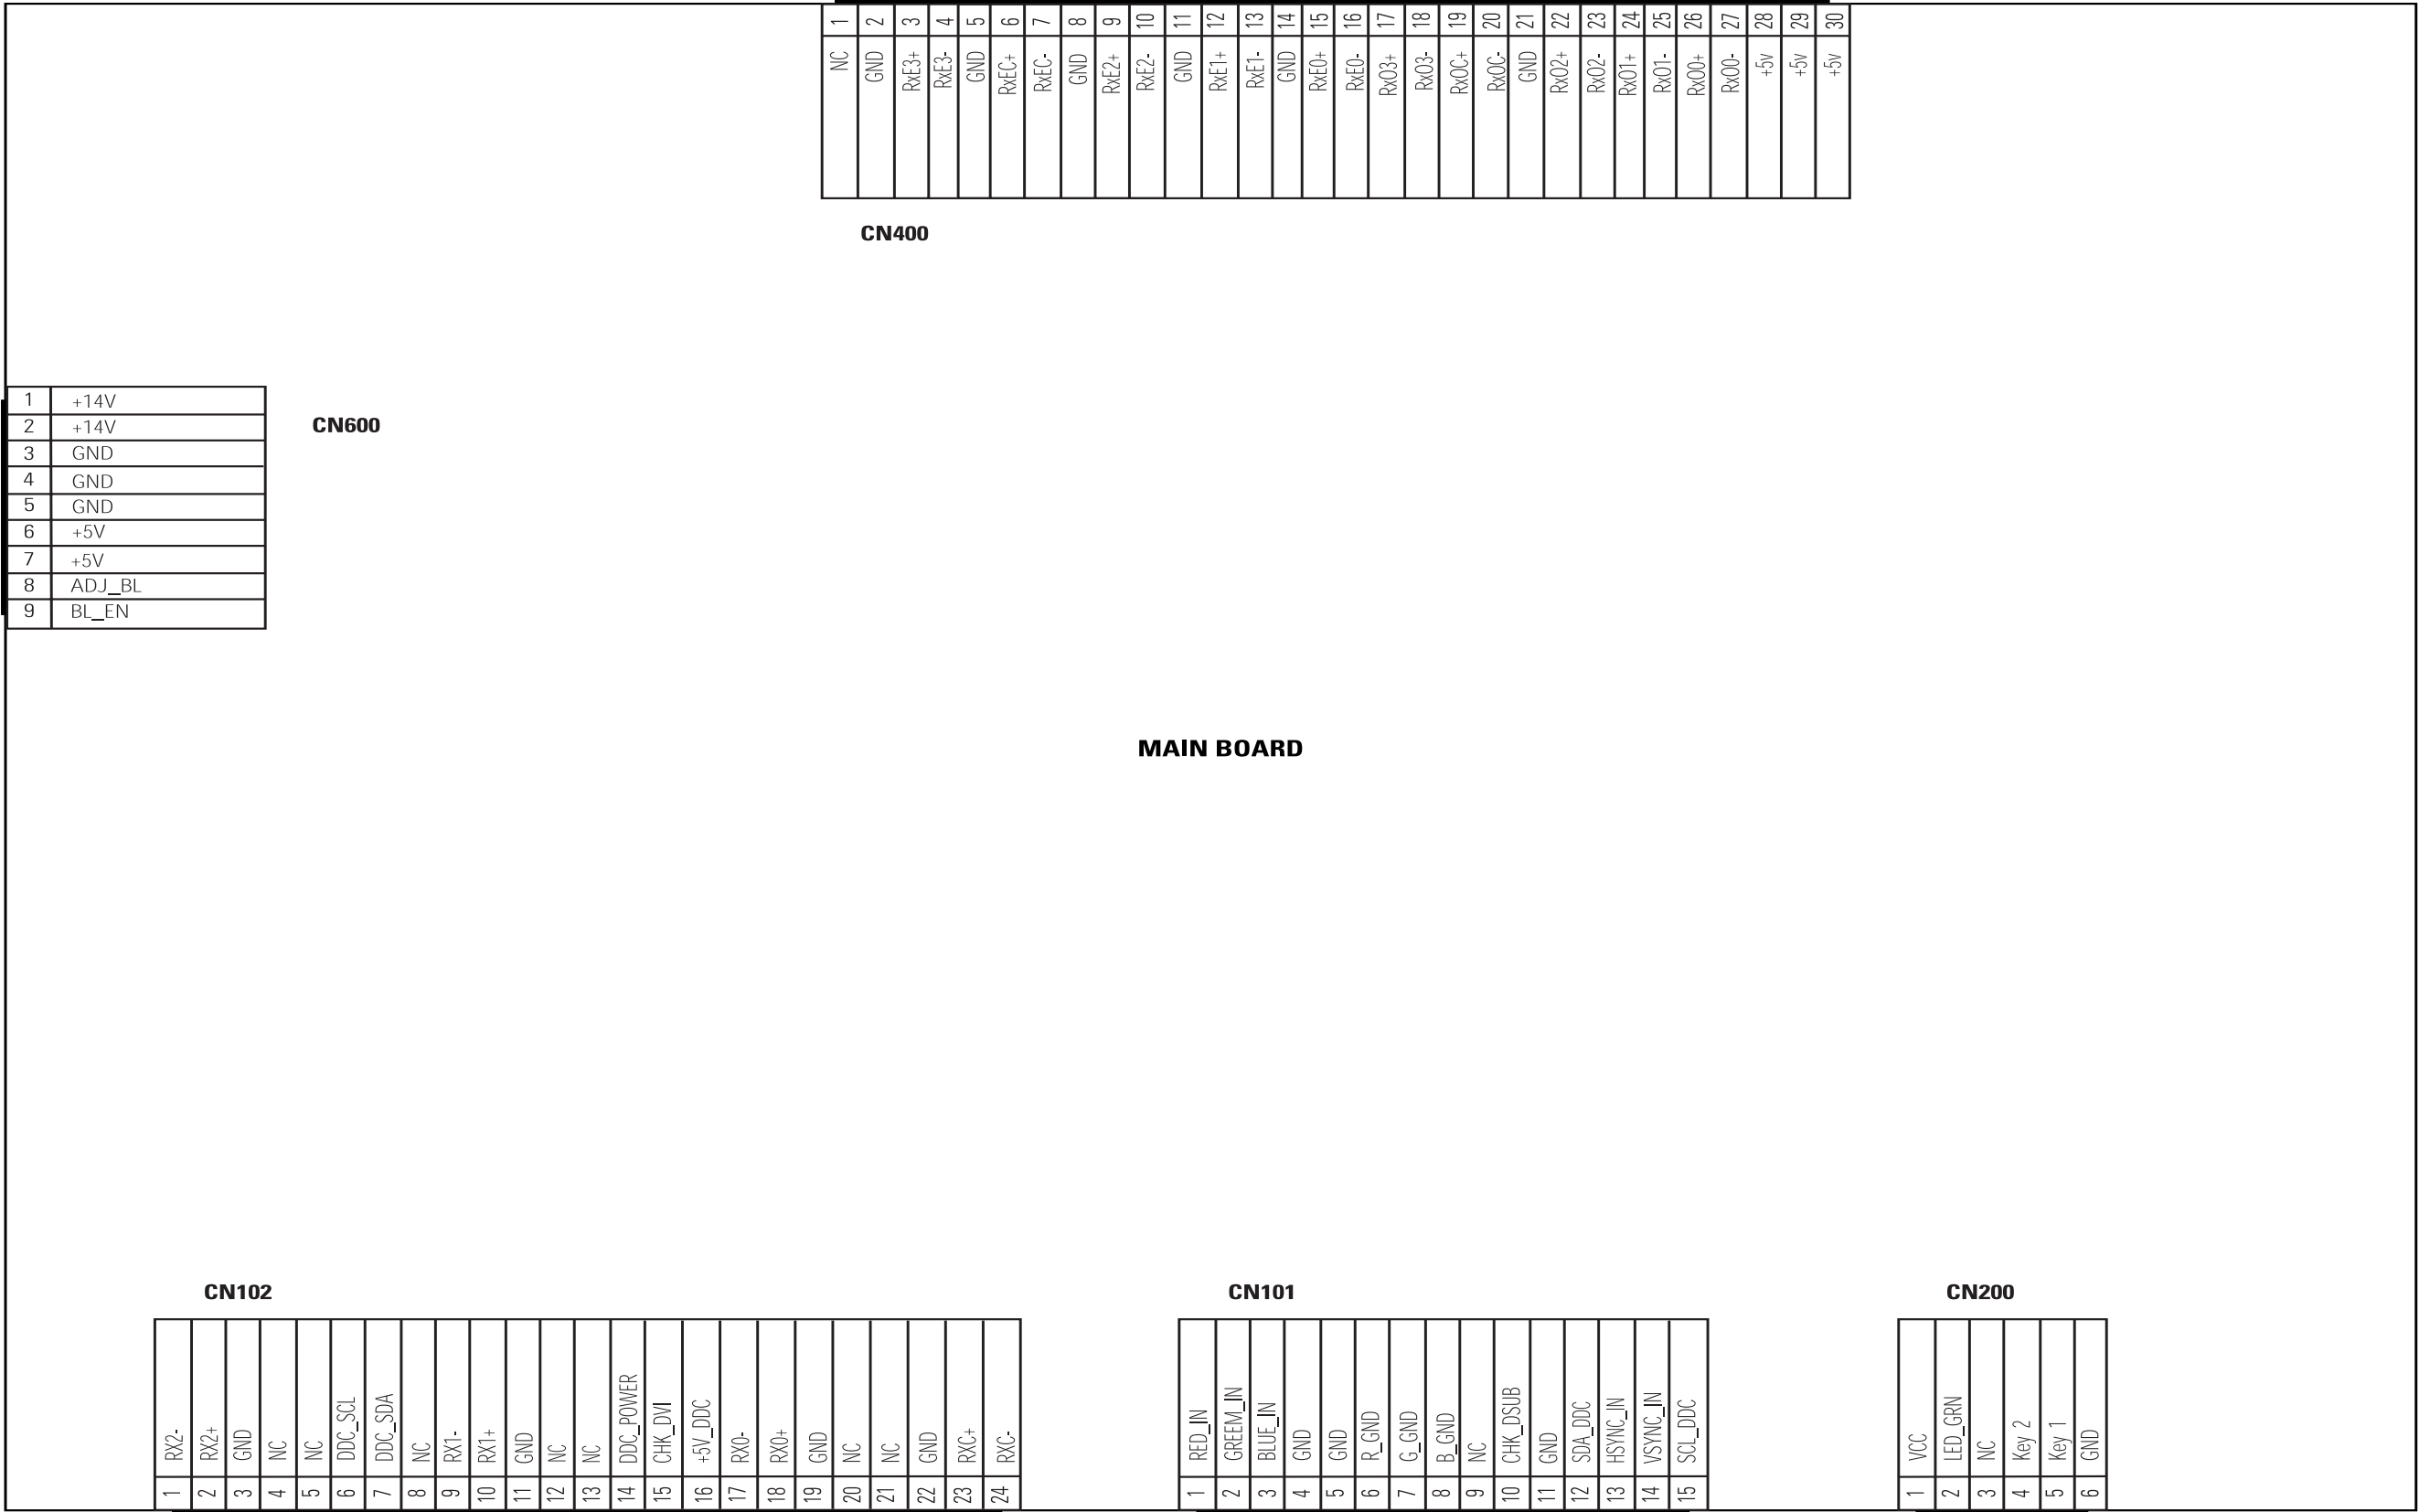 1 2 3 4 5 6 7 8 9 10 11 12 13 14 15 16 17 18 19 20 21 22 23 24 25 26 27 28 29 30
NC GND RxE3+ RxE3- GND RxEC+ RxEC- GND RxE2+ RxE2- GND RxE1+ RxE1- GND RxE0+ RxE0- RxO3+ RxO3- RxOC+ RxOC- GND RxO2+ RxO2- RxO1+ RxO1- RxO0+ RxO0- +5v +5v +5v
CN400
1 +14V
2 +14V
3 GND
4 GND
5 GND
6 +5V
7 +5V
8 ADJ_BL
9 BL_EN
CN600
MAIN BOARD
CN102
RX2- RX2+ GND NC NC DDC_SCL DDC_SDA NC RX1- RX1+ GND NC NC DDC_POWER CHK_DVI +5V_DDC RX0- RX0+ GND NC NC GND RXC+ RXC-
1 2 3 4 5 6 7 8 9 10 11 12 13 14 15 16 17 18 19 20 21 22 23 24
CN101
RED_IN GREEM_IN BLUE_IN GND GND R_GND G_GND B_GND NC CHK_DSUB GND SDA_DDC HSYNC_IN VSYNC_IN SCL_DDC
1 2 3 4 5 6 7 8 9 10 11 12 13 14 15
CN200
VCC LED_GRN NC Key 2 Key 1 GND
1 2 3 4 5 6